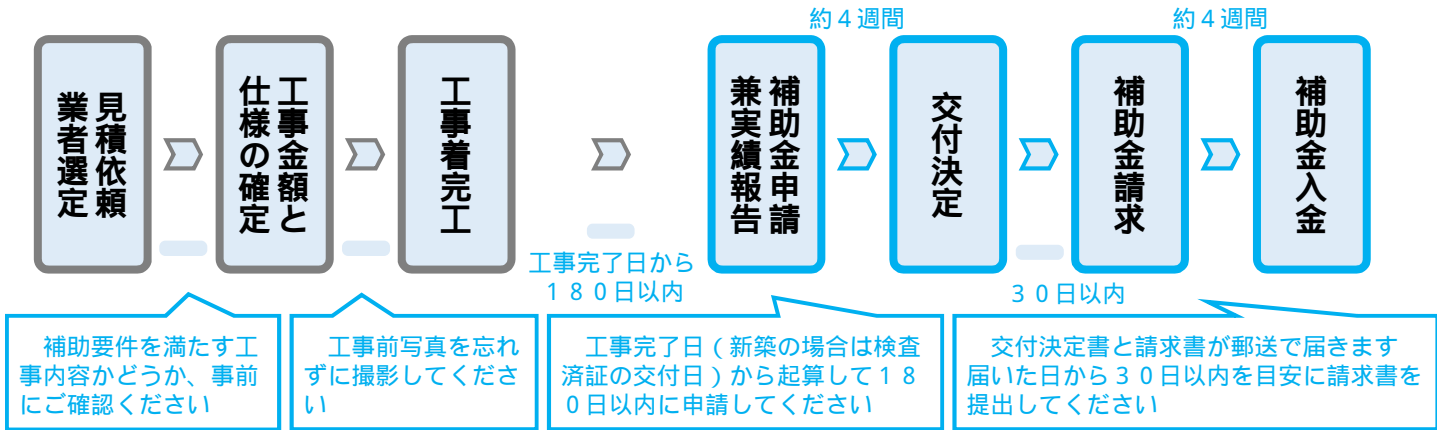 約４週間
約４週間
見積依頼
業者選定
工事金額と
仕様の確定
工事着完工
補助金申請
兼実績報告
交付決定
補助金請求
補助金入金
工事完了日から
１８０日以内
３０日以内
補助要件を満たす工
事内容かどうか、事前
にご確認ください
工事前写真を忘れ
ずに撮影してくださ
い
工事完了日（新築の場合は検査
済証の交付日）から起算して１８
０日以内に申請してください
交付決定書と請求書が郵送で届きます
届いた日から３０日以内を目安に請求書を
提出してください